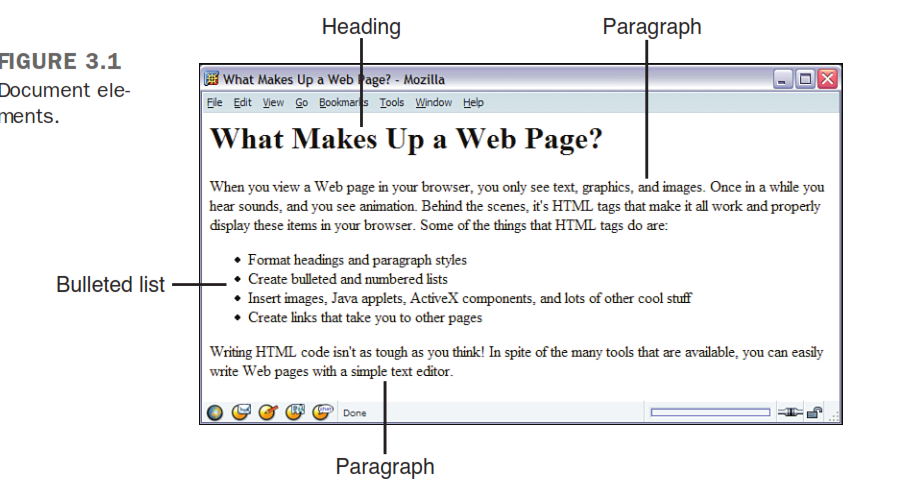 Heading
Paragraph
FIGURE 3.1
Document ele-
ments.
What Makes Up a Web Page? - Mozilla
File Edit View Go Bookmarks Tools Window Help
What Makes Up a Web Page?
When you view a Web page in your browser, you only see text, graphics, and images. Once in a while you
hear sounds, and you see animation. Behind the scenes, it's HTML tags that make it all work and properly
display these items in your browser. Some of the things that HTML tags do are:
Bulleted list
• Format headings and paragraph styles
• Create bulleted and numbered lists
• Insert images, Java applets, ActiveX components, and lots of other cool stuff
• Create links that take you to other pages
Writing HTML code isn't as tough as you think! In spite of the many tools that are available, you can easily
write Web pages with a simple text editor.
Done
Paragraph